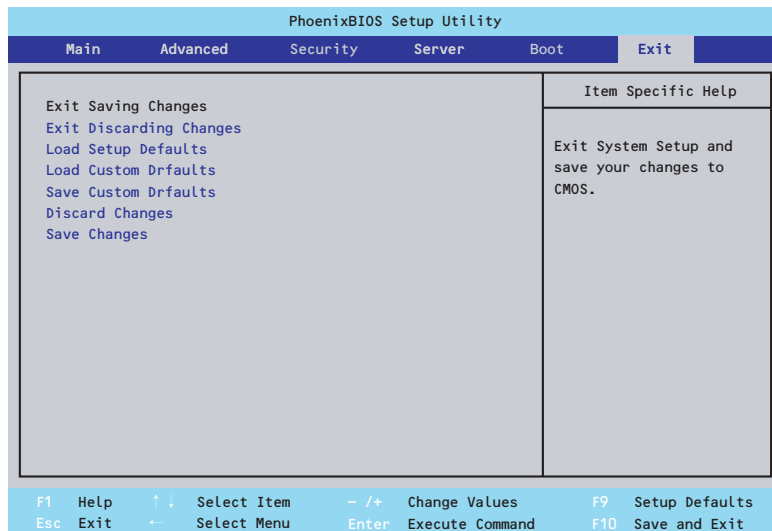 PhoenixBIOS Setup Utility
Main Advanced Security Server Boot Exit
Exit Saving Changes
Exit Discarding Changes
Load Setup Defaults
Load Custom Drfaults
Save Custom Drfaults
Discard Changes
Save Changes
Item Specific Help
Exit System Setup and
save your changes to
CMOS.
F1 Help ↑↓ Select Item − /+ Change Values F9 Setup Defaults
Esc Exit ← Select Menu Enter Execute Command F10 Save and Exit